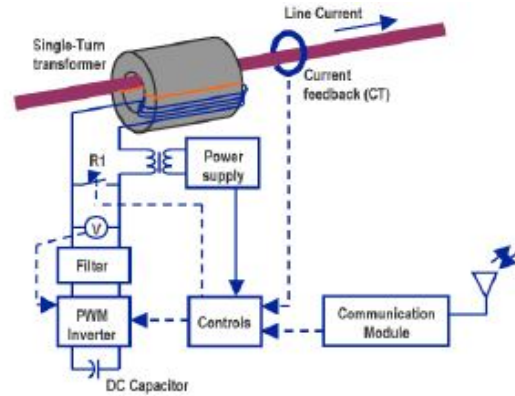 Line Current
Single-Turn
transformer
Current
feedback (CT)
R1
Power
supply
V
Filter
PWM
Inverter
Controls
Communication
Module
DC Capacitor